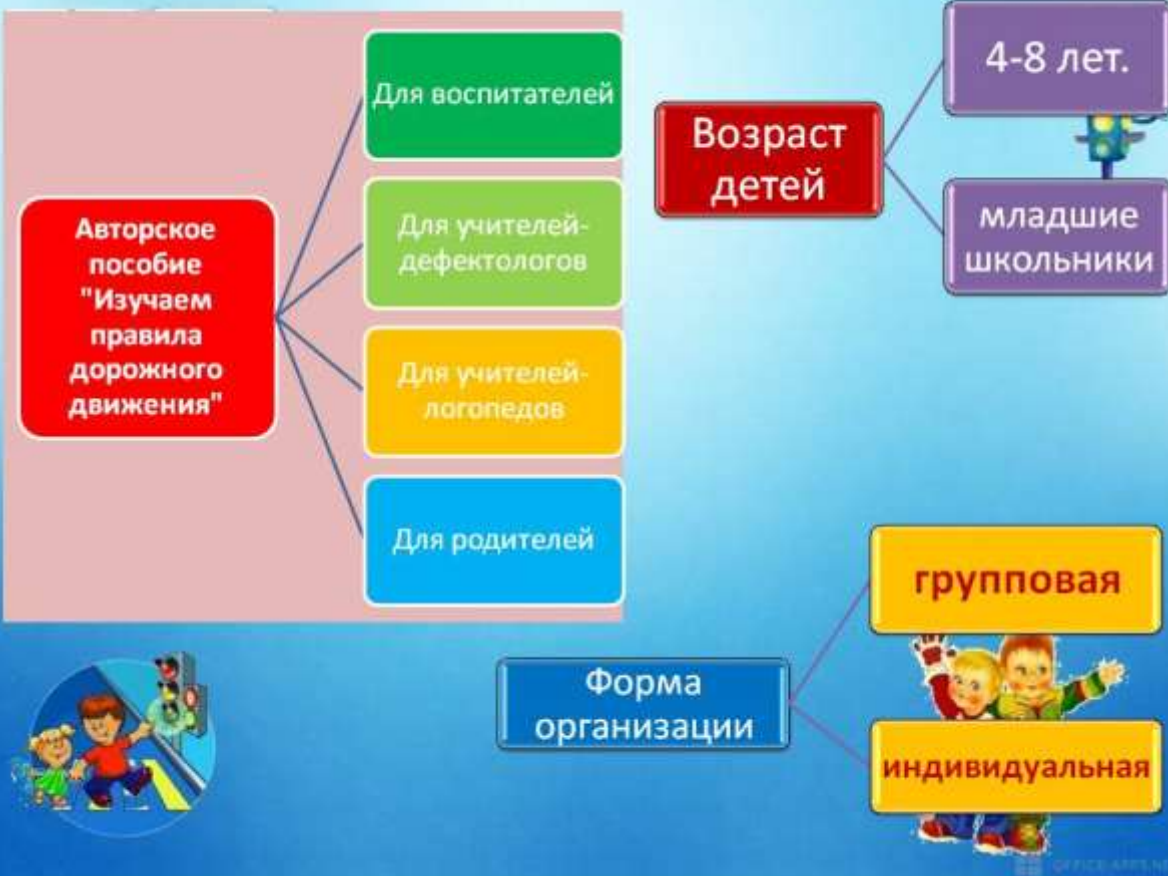 Авторское
пособие
"Изучаем
правила
дорожного
движения"
Для воспитателей
Для учителей-
дефектологов
Для учителей-
логопедов
Для родителей
Возраст
детей
4-8 лет.
младшие
школьники
Форма
организации
групповая
индивидуальная